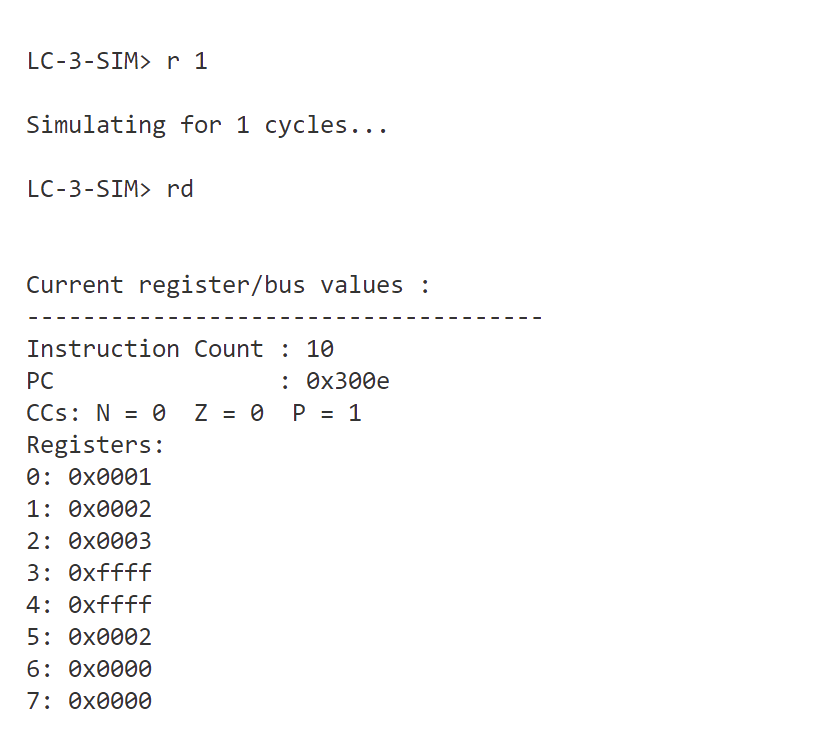 LC-3-SIM> r 1
Simulating for 1 cycles...
LC-3-SIM> rd
Current register/bus values :
-------------------------------------
Instruction Count : 10
PC                : 0x300e
CCs: N = 0  Z = 0  P = 1
Registers:
0: 0x0001
1: 0x0002
2: 0x0003
3: 0xffff
4: 0xffff
5: 0x0002
6: 0x0000
7: 0x0000